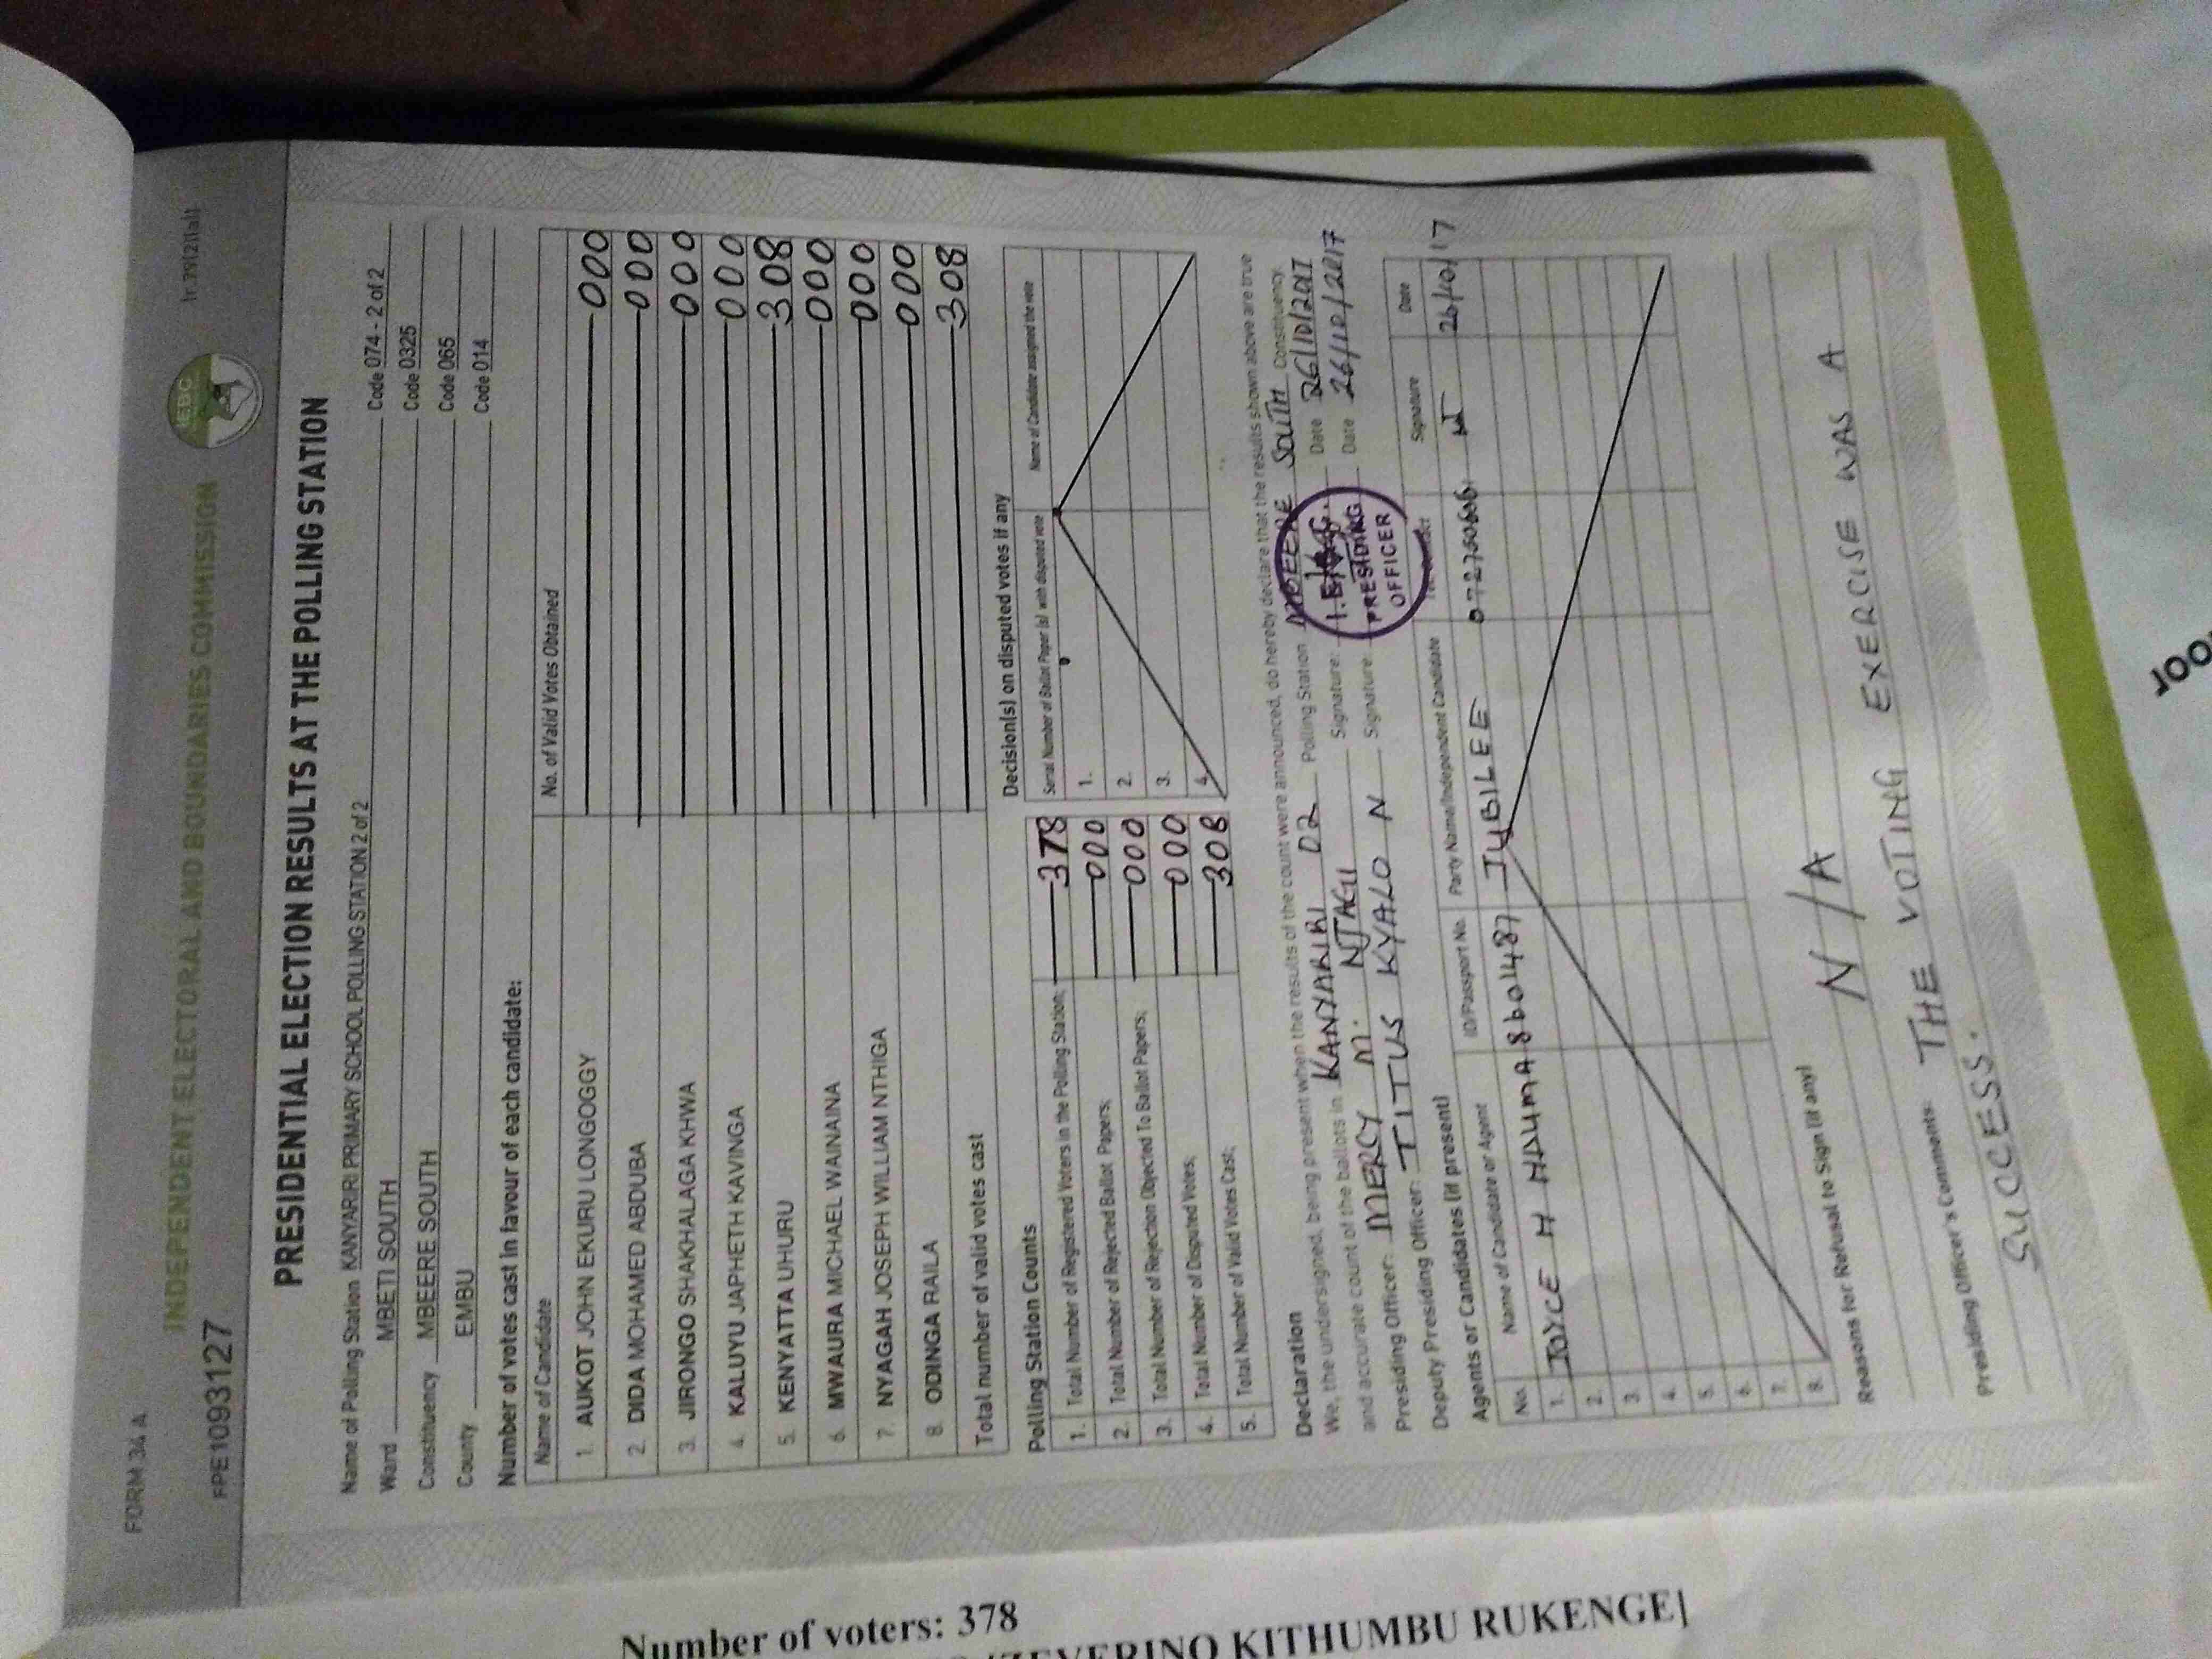 FORM 34 A
INDEPENDENT ELECTORAL AND BOUNDARIES COMMISSION
IEBC
(r.79(2)(a))
FPE1093127
PRESIDENTIAL ELECTION RESULTS AT THE POLLING STATION
Name of Polling Station KANYARIRI PRIMARY SCHOOL POLLING STATION 2 of 2 Code 074 - 2 of 2
Ward MBETI SOUTH Code 0325
Constituency MBEERE SOUTH Code 065
County EMBU Code 014
Number of votes cast in favour of each candidate:
Name of Candidate No. of Valid Votes Obtained
1. AUKOT JOHN EKURU LONGOGGY 000
2. DIDA MOHAMED ABDUBA 000
3. JIRONGO SHAKHALAGA KHWA 000
4. KALUYU JAPHETH KAVINGA 000
5. KENYATTA UHURU 308
6. MWAURA MICHAEL WAINAINA 000
7. NYAGAH JOSEPH WILLIAM NTHIGA 000
8. ODINGA RAILA 000
Total number of valid votes cast 308
Polling Station Counts
1. Total Number of Registered Voters in the Polling Station; 378
2. Total Number of Rejected Ballot Papers; 000
3. Total Number of Rejection Objected To Ballot Papers; 000
4. Total Number of Disputed Votes; 000
5. Total Number of Valid Votes Cast; 308
Decision(s) on disputed votes if any
Serial Number of Ballot Paper (s) with disputed vote Name of Candidate assigned the vote
1.
2.
3.
4.
Declaration
We, the undersigned, being present when the results of the count were announced, do hereby declare that the results shown above are true
and accurate count of the ballots in KANYARIRI 02 Polling Station MBEERE SOUTH Constituency.
Presiding Officer: MERCY M. NJAGU Signature: Date 26/10/2017
Deputy Presiding Officer: TITUS KYALO N Signature: Date 26/10/2017
PRESIDING
OFFICER
Agents or Candidates (if present)
No. Name of Candidate or Agent ID/Passport No. Party Name/Independent Candidate Signature Date
1. JOYCE M 8601487 JUBILEE 0727506061 26/10/17
2.
3.
4.
5.
6.
7.
8.
Reasons for Refusal to Sign (if any)
N/A
Presiding Officer's Comments: THE VOTING EXERCISE WAS A
SUCCESS.
Number of voters: 378
KITHUMBU RUKENGE]